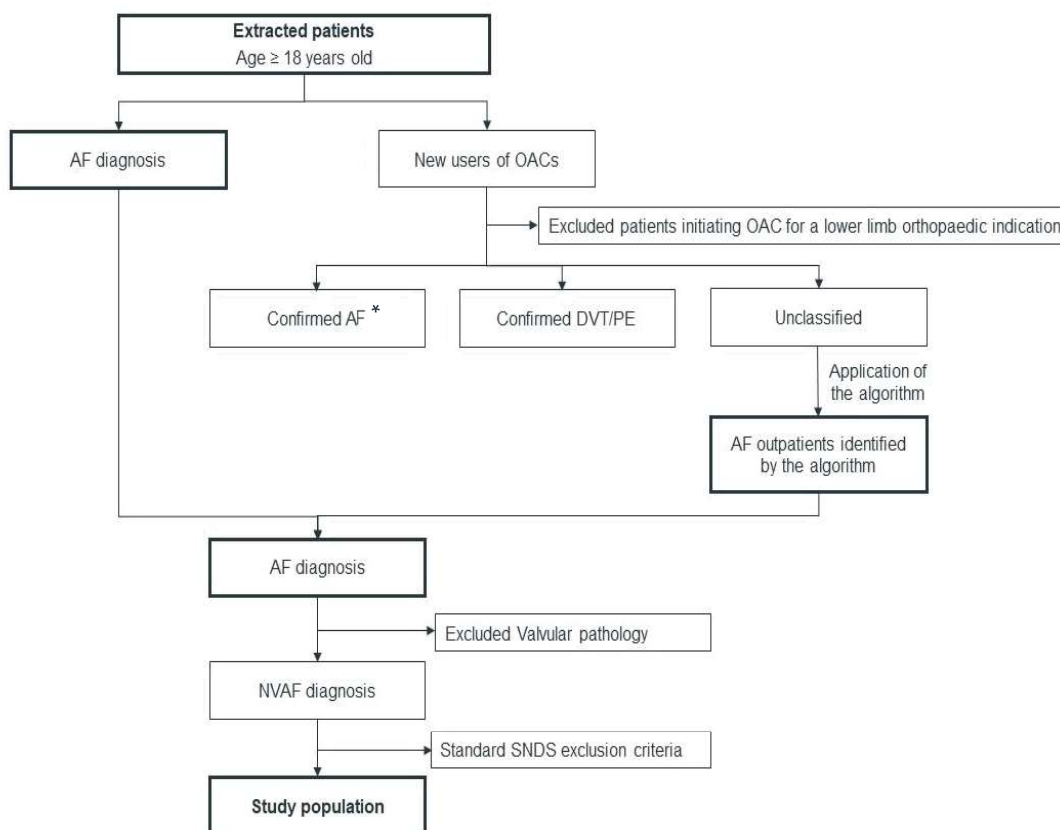 Extracted patients
Age ≥ 18 years old
AF diagnosis
New users of OACs
Excluded patients initiating OAC for a lower limb orthopaedic indication
Confirmed AF *
Confirmed DVT/PE
Unclassified
Application of
the algorithm
AF outpatients identified
by the algorithm
AF diagnosis
Excluded Valvular pathology
NVAF diagnosis
Standard SNDS exclusion criteria
Study population